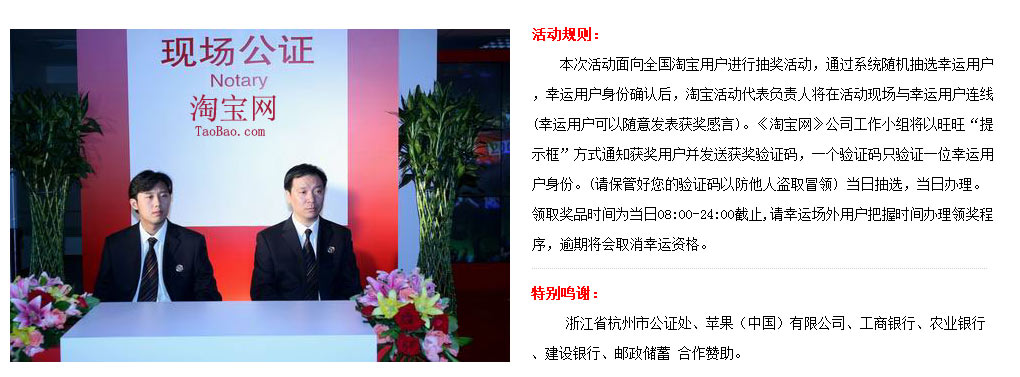 现场公证
Notary
淘宝网
TaoBao.com
活动规则：
本次活动面向全国淘宝用户进行抽奖活动，通过系统随机抽选幸运用户
，幸运用户身份确认后，淘宝活动代表负责人将在活动现场与幸运用户连线
(幸运用户可以随意发表获奖感言)。《淘宝网》公司工作小组将以旺旺“提
示框”方式通知获奖用户并发送获奖验证码，一个验证码只验证一位幸运用
户身份。(请保管好您的验证码以防他人盗取冒领) 当日抽选，当日办理。
领取奖品时间为当日08:00-24:00截止,请幸运场外用户把握时间办理领奖程
序，逾期将会取消幸运资格。
特别鸣谢：
浙江省杭州市公证处、苹果（中国）有限公司、工商银行、农业银行
、建设银行、邮政储蓄 合作赞助。